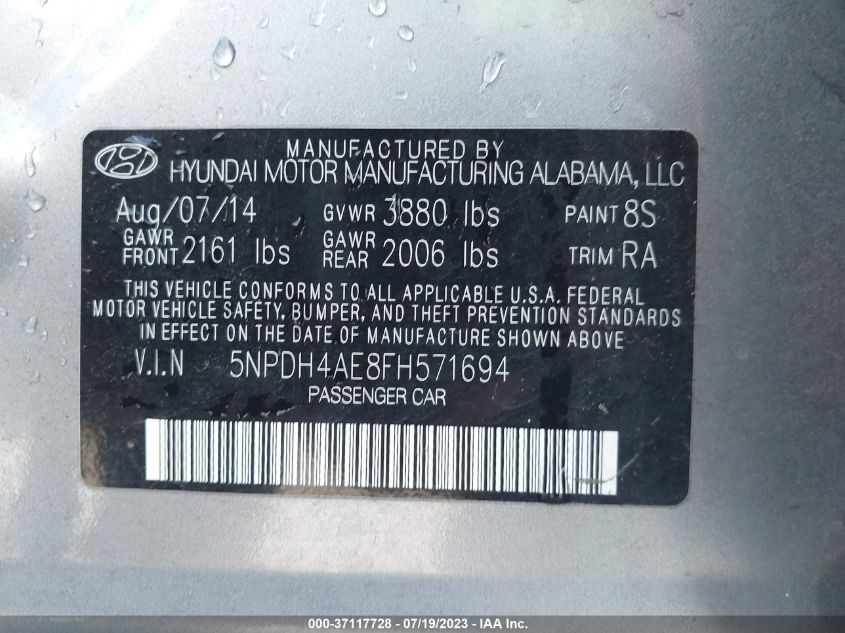 MANUFACTURED BY
HYUNDAI MOTOR MANUFACTURING ALABAMA, LLC
Aug/07/14 GVWR 3880 lbs PAINT 8S
GAWR FRONT 2161 lbs GAWR REAR 2006 lbs TRIM RA
THIS VEHICLE CONFORMS TO ALL APPLICABLE U.S.A. FEDERAL
MOTOR VEHICLE SAFETY, BUMPER, AND THEFT PREVENTION STANDARDS
IN EFFECT ON THE DATE OF MANUFACTURE SHOWN ABOVE
V.I.N 5NPDH4AE8FH571694
PASSENGER CAR
000-37117728 - 07/19/2023 - IAA Inc.